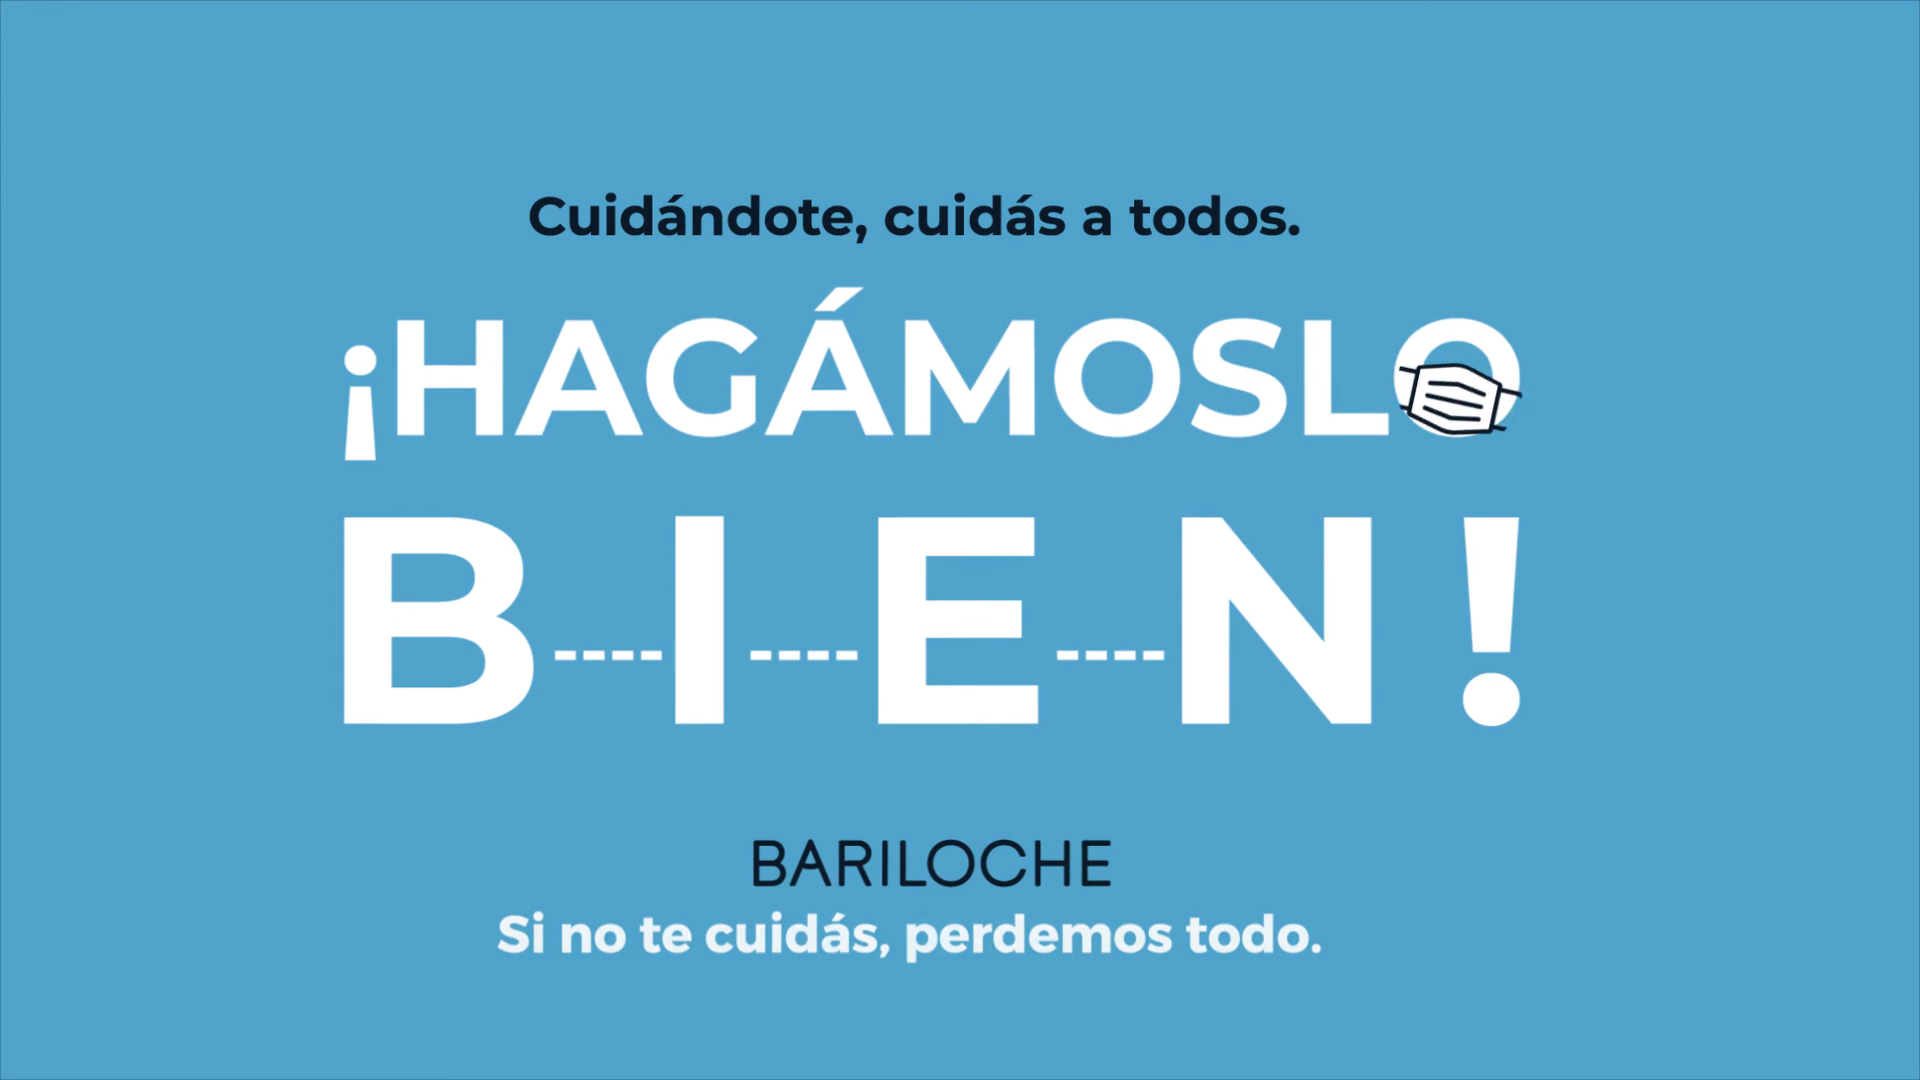 Cuidándote, cuidás a todos.
¡HAGÁMOSLO
B----I----E----N!
BARILOCHE
Si no te cuidás, perdemos todo.